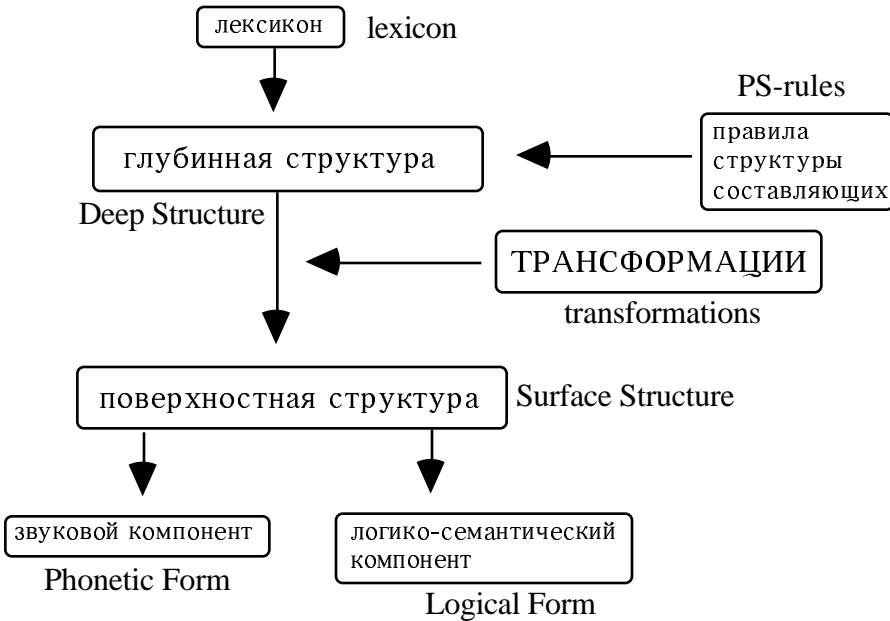 лексикон
lexicon
PS-rules
правила
структуры
составляющих
глубинная структура
Deep Structure
ТРАНСФОРМАЦИИ
transformations
поверхностная структура
Surface Structure
звуковой компонент
Phonetic Form
логико-семантический
компонент
Logical Form